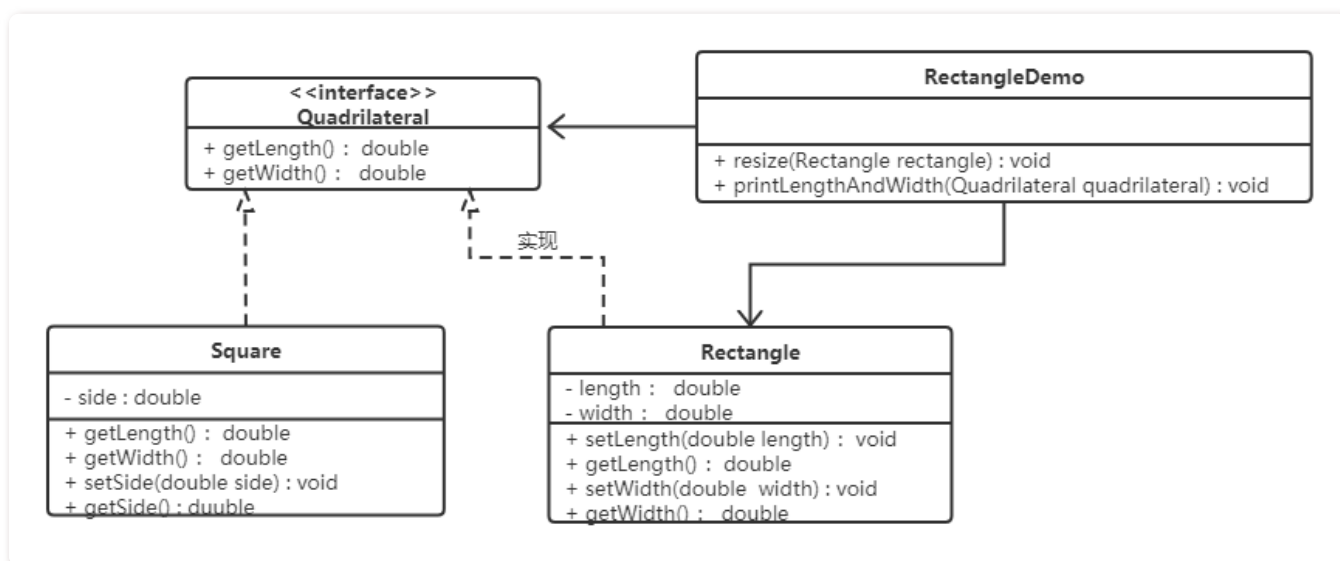 <<interface>>
Quadrilateral
+ getLength() : double
+ getWidth() : double
RectangleDemo
+ resize(Rectangle rectangle) : void
+ printLengthAndWidth(Quadrilateral quadrilateral) : void
实现
Square
- side : double
+ getLength() : double
+ getWidth() : double
+ setSide(double side) : void
+ getSide() : duuble
Rectangle
- length : double
- width : double
+ setLength(double length) : void
+ getLength() : double
+ setWidth(double width) : void
+ getWidth() : double